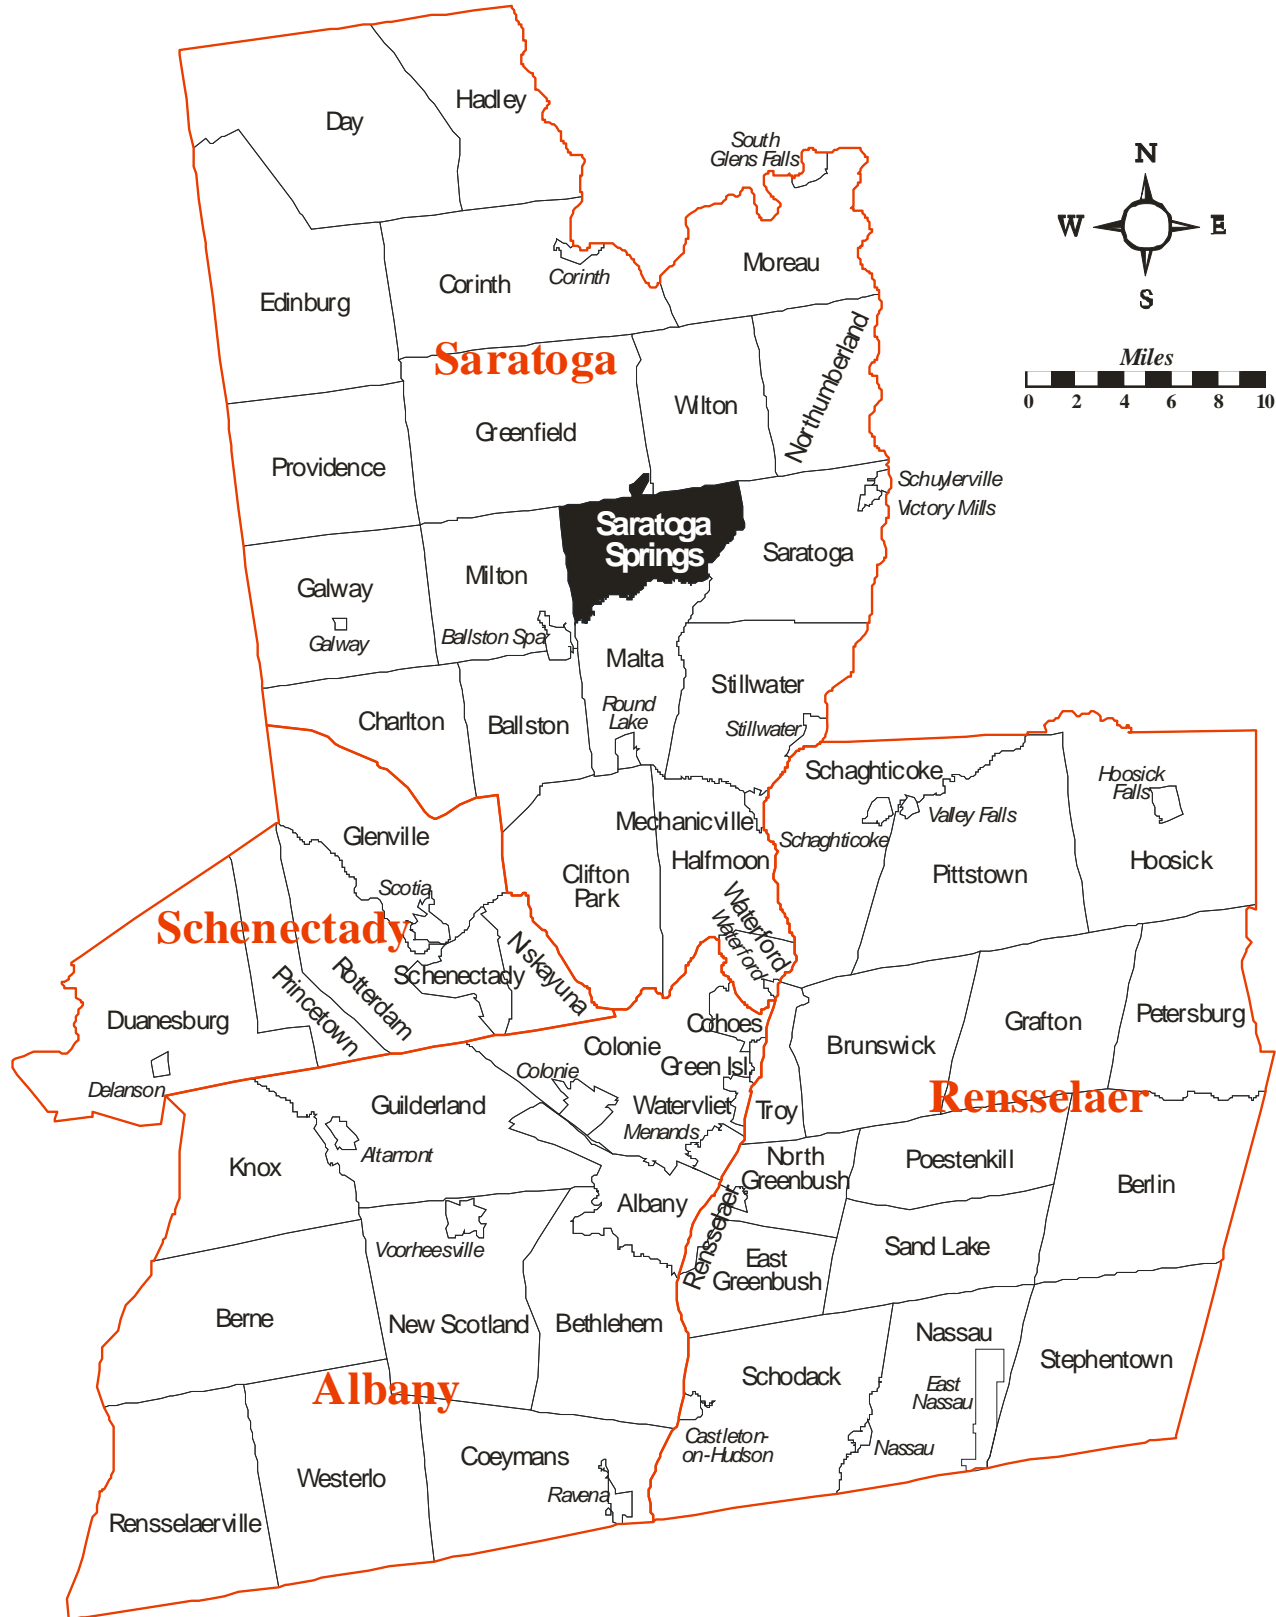 Hadley
Day
South
Glens Falls
N
W
E
S
Moreau
Corinth
Corinth
Edinburg
Miles
0 2 4 6 8 10
Saratoga
Northumberland
Wilton
Greenfield
Providence
Schuylerville
Victory Mills
Saratoga
Springs
Saratoga
Milton
Galway
Galway
Ballston Spa
Malta
Stillwater
Round
Lake
Charlton
Ballston
Stillwater
Schaghticoke
Hoosick
Falls
Valley Falls
Schaghticoke
Mechanicville
Glenville
Halfmoon
Hoosick
Clifton
Park
Pittstown
Scotia
Waterford
Waterford
Schenectady
Niskayuna
Schenectady
Rotterdam
Princetown
Duanesburg
Cohoes
Petersburg
Grafton
Brunswick
Colonie
Green Isl.
Colonie
Delanson
Rensselaer
Guilderland
Watervliet
Troy
Menands
Altamont
Knox
North
Greenbush
Poestenkill
Berlin
Albany
Rensselaer
Voorheesville
Sand Lake
East
Greenbush
Berne
New Scotland
Bethlehem
Nassau
Stephentown
Schodack
Albany
East
Nassau
Castleton-
on-Hudson
Nassau
Coeymans
Westerlo
Ravena
Rensselaerville